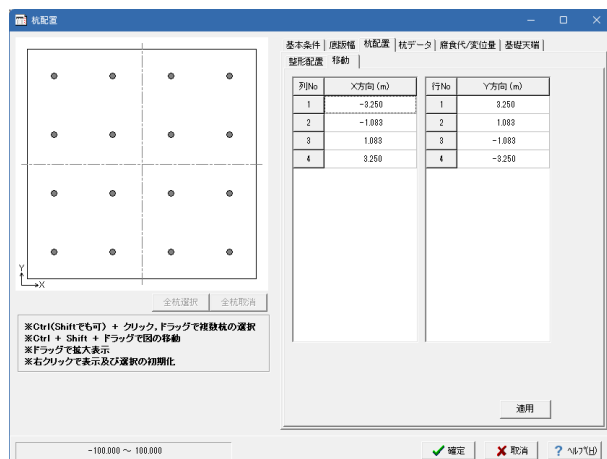 杭配置
基本条件 底版幅 杭配置 杭データ 腐食代/変位量 基礎天端
整形配置 移動
列No X方向(m) 行No Y方向(m)
1 -3.250 1 3.250
2 -1.083 2 1.083
3 1.083 3 -1.083
4 3.250 4 -3.250
Y
X
全杭選択 全杭取消
※Ctrl(Shiftでも可) + クリック,ドラッグで複数杭の選択
※Ctrl + Shift + ドラッグで図の移動
※ドラッグで拡大表示
※右クリックで表示及び選択の初期化
適用
-100.000 ～ 100.000
確定 取消 ? ヘルプ(H)